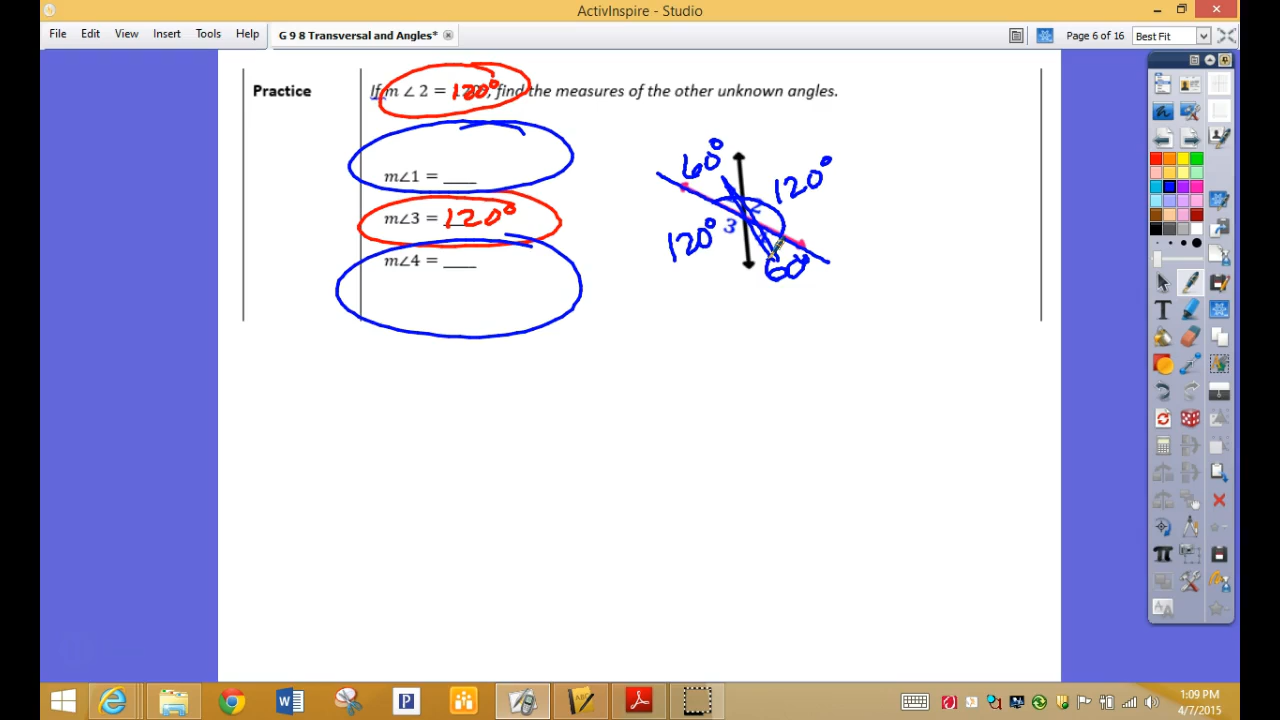 ActivInspire - Studio
File Edit View Insert Tools Help
G 9 8 Transversal and Angles*
Page 6 of 16
Best Fit
Practice
If m ∠ 2 = 120°, find the measures of the other unknown angles.
m∠1 = ____
m∠3 = 120°
m∠4 = ____
60°
120°
120°
3
60°
1:09 PM
4/7/2015